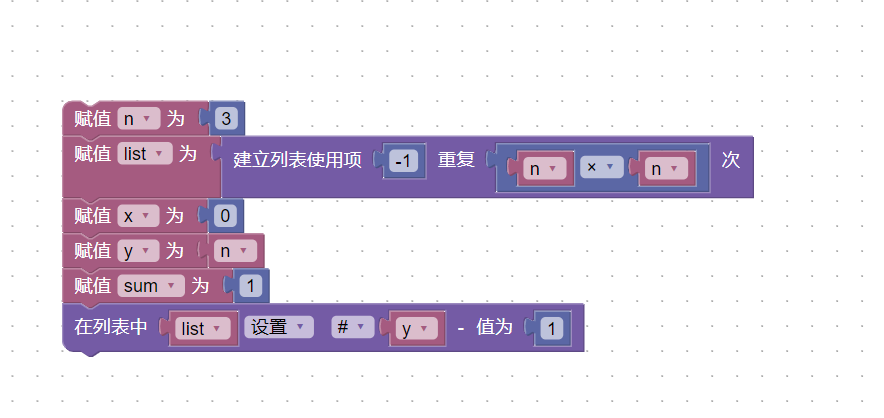 赋值 n 为 3
赋值 list 为 建立列表使用项 -1 重复 n × n 次
赋值 x 为 0
赋值 y 为 n
赋值 sum 为 1
在列表中 list 设置 # y - 值为 1